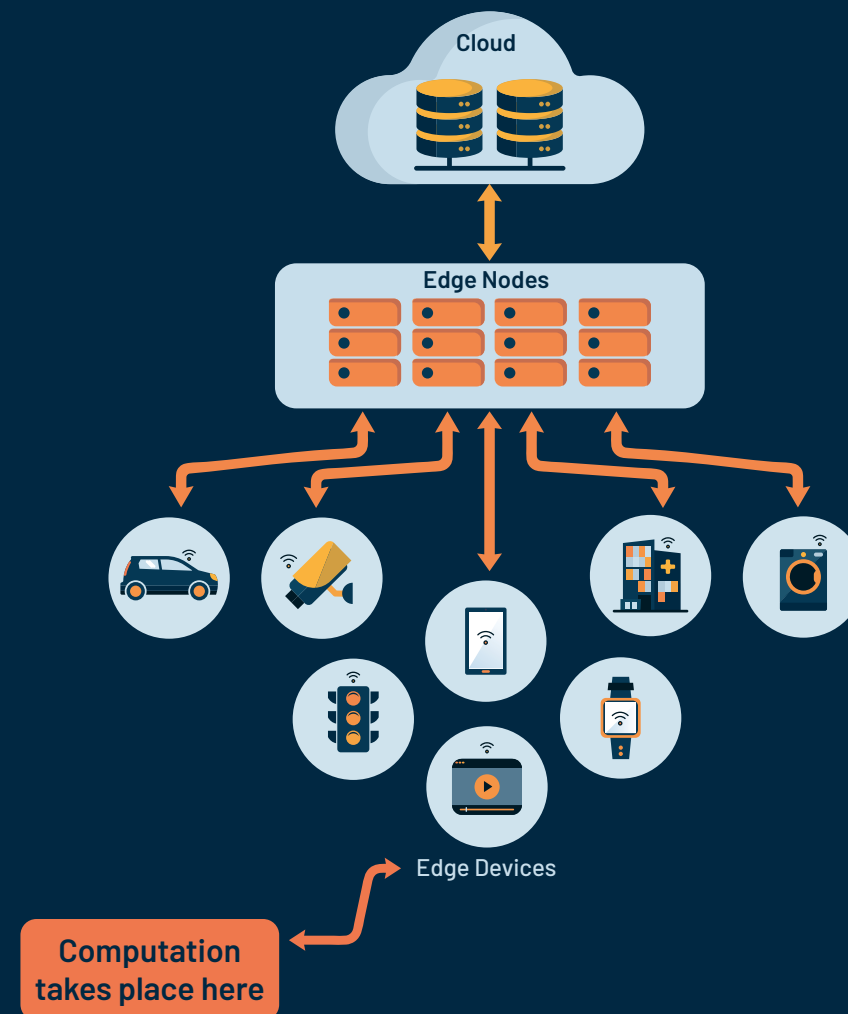 Cloud
Edge Nodes
Edge Devices
Computation
takes place here